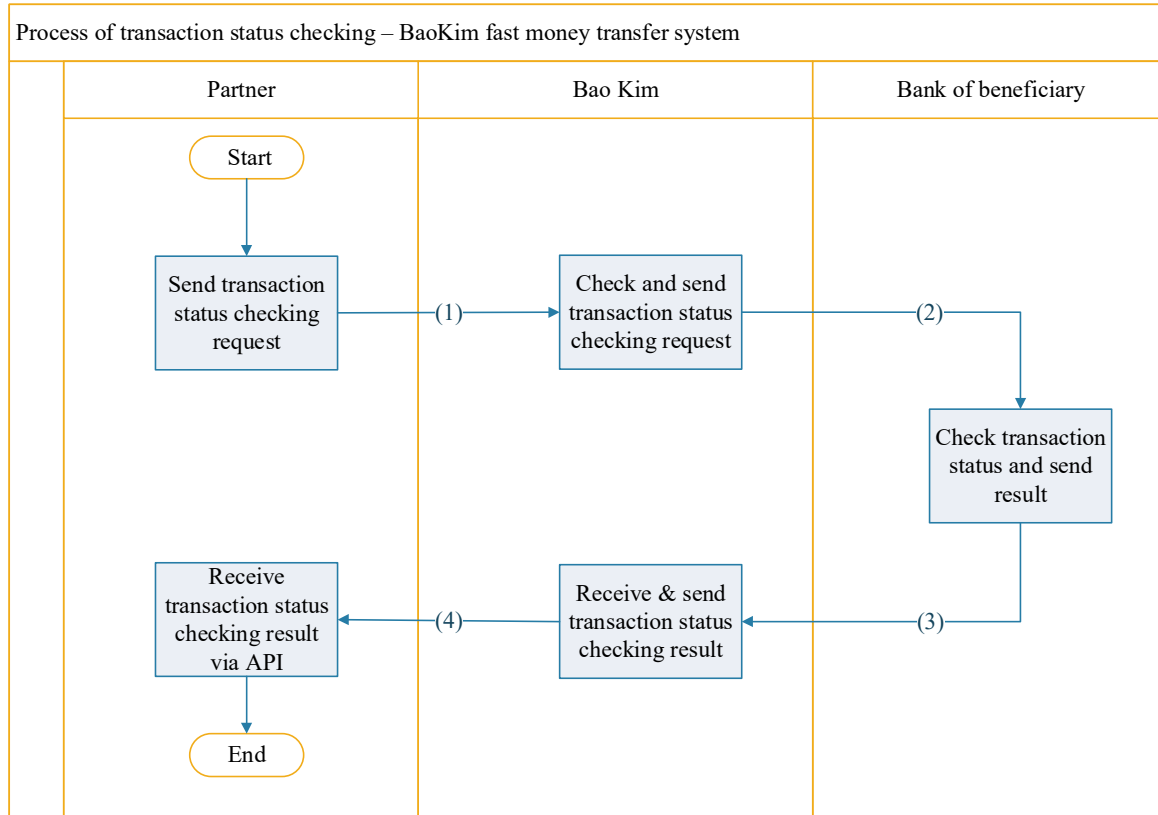 Process of transaction status checking – BaoKim fast money transfer system
Partner
Bao Kim
Bank of beneficiary
Start
Send transaction
status checking
request
(1)
Check and send
transaction status
checking request
(2)
Check transaction
status and send
result
(3)
Receive & send
transaction status
checking result
(4)
Receive
transaction status
checking result
via API
End